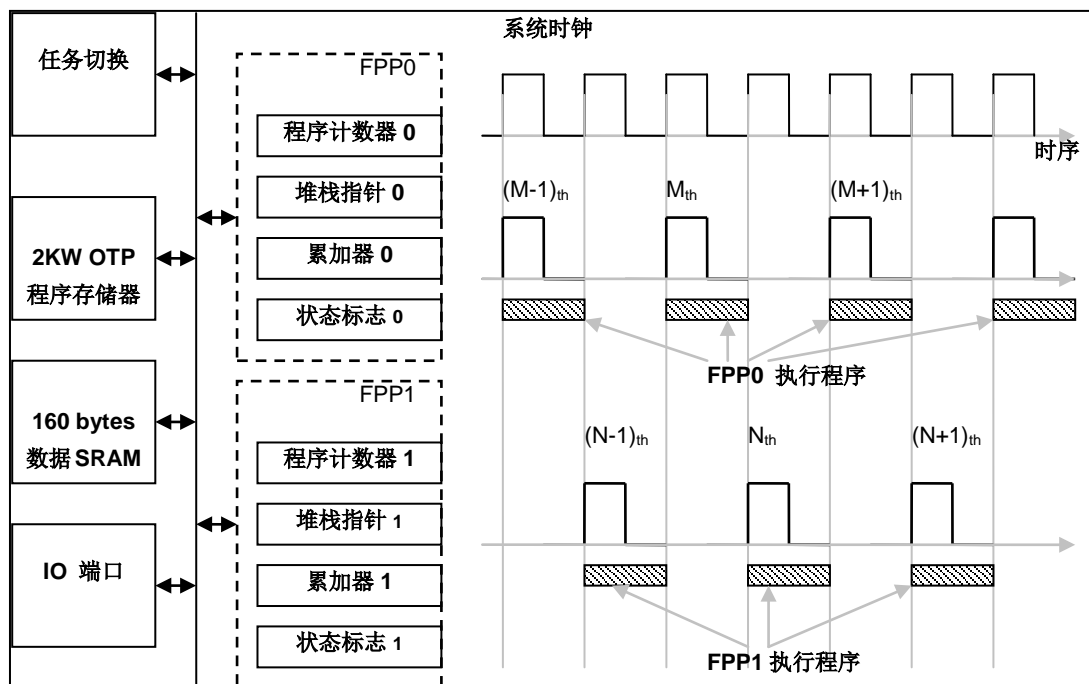 任务切换
2KW OTP
程序存储器
160 bytes
数据 SRAM
IO 端口
FPP0
程序计数器 0
堆栈指针 0
累加器 0
状态标志 0
FPP1
程序计数器 1
堆栈指针 1
累加器 1
状态标志 1
系统时钟
时序
(M-1)th
Mth
(M+1)th
FPP0 执行程序
(N-1)th
Nth
(N+1)th
FPP1 执行程序